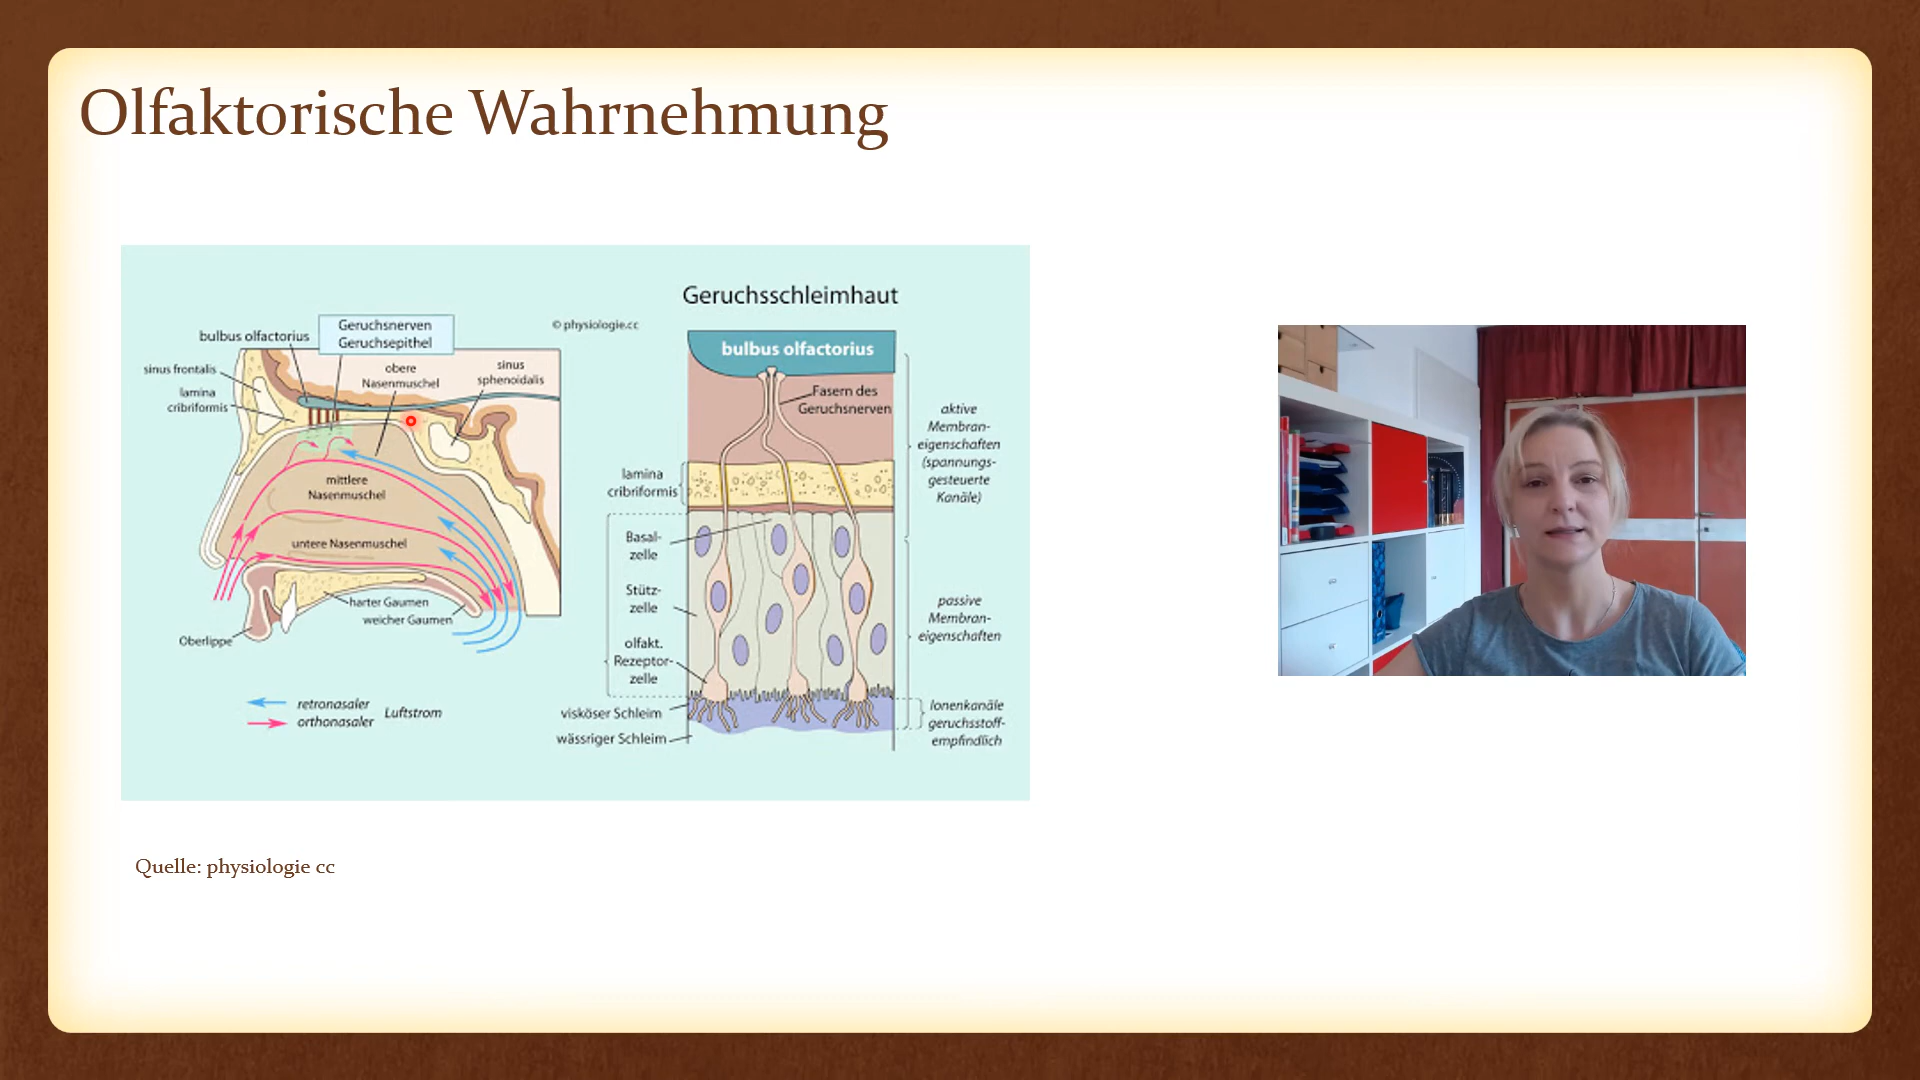 Olfaktorische Wahrnehmung
Geruchsschleimhaut
© physiologie.cc
Geruchsnerven
Geruchsepithel
bulbus olfactorius
sinus frontalis
lamina
cribriformis
obere
Nasenmuschel
sinus
sphenoidalis
mittlere
Nasenmuschel
untere Nasenmuschel
harter Gaumen
weicher Gaumen
Oberlippe
retronasaler
orthonasaler
Luftstrom
bulbus olfactorius
Fasern des
Geruchsnerven
lamina
cribriformis
Basal-
zelle
Stütz-
zelle
olfakt.
Rezeptor-
zelle
visköser Schleim
wässriger Schleim
aktive
Membran-
eigenschaften
(spannungs-
gesteuerte
Kanäle)
passive
Membran-
eigenschaften
Ionenkanäle
geruchsstoff-
empfindlich
Quelle: physiologie cc